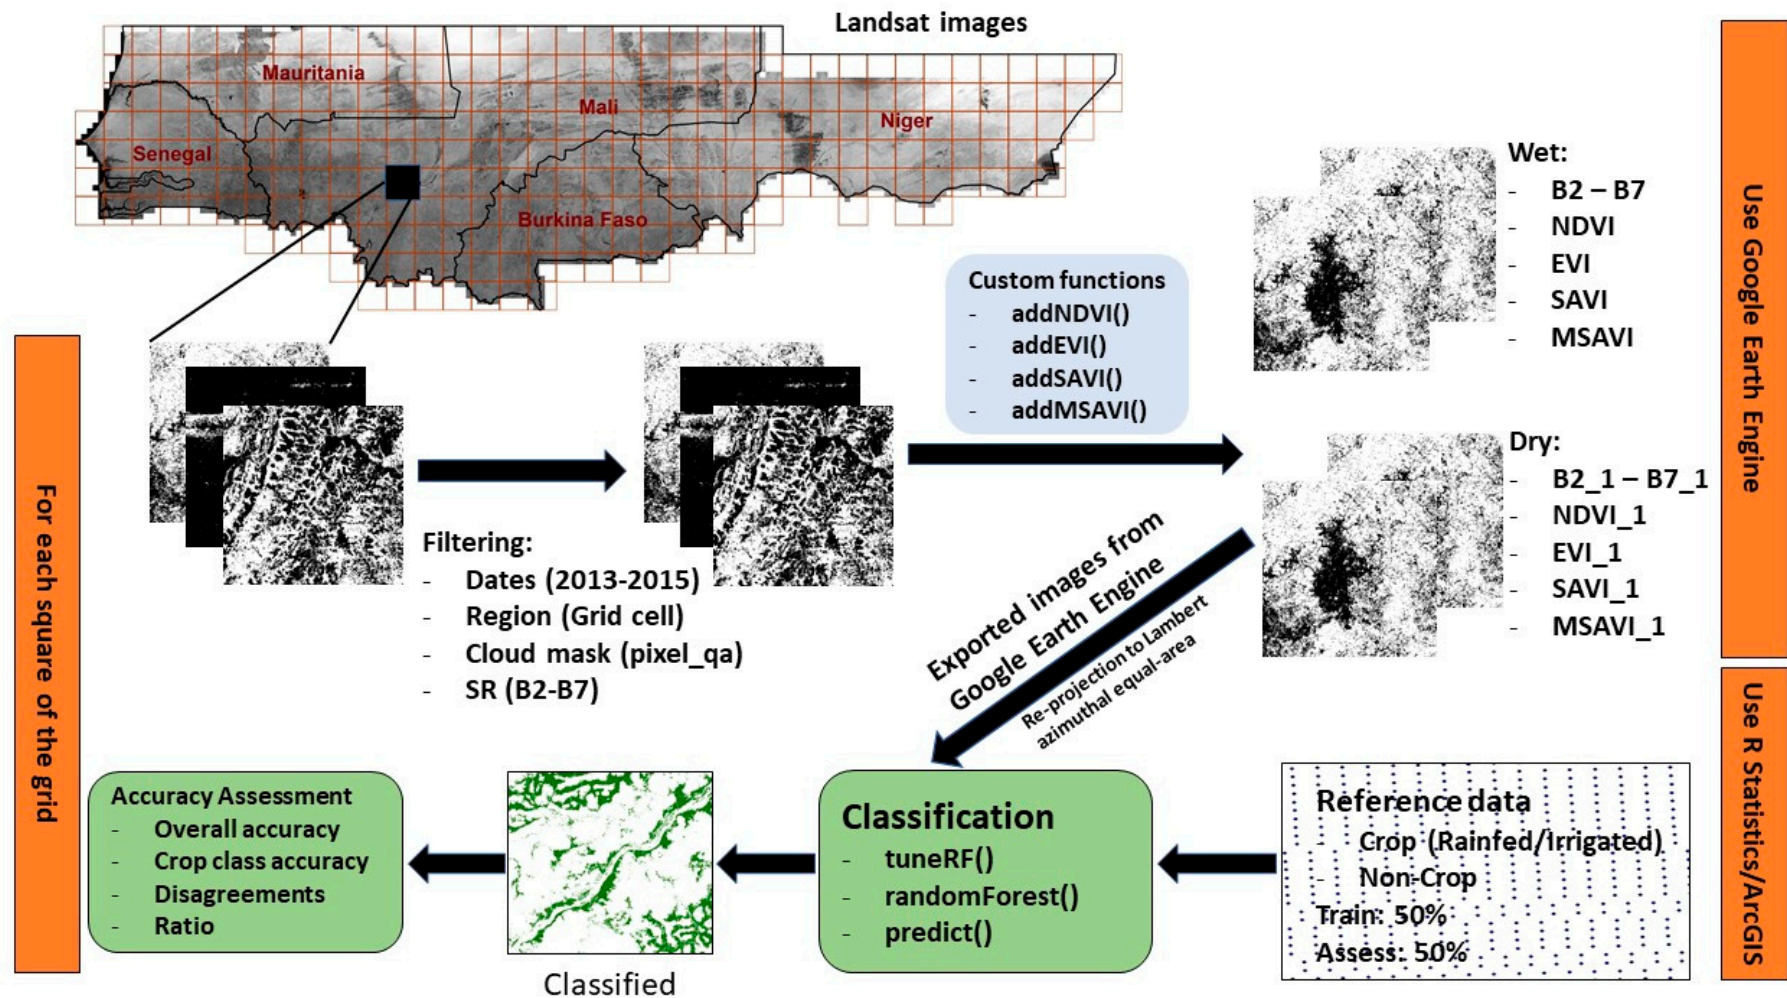 Landsat images
Mauritania
Mali
Niger
Senegal
Burkina Faso
Wet:
- B2 – B7
- NDVI
- EVI
- SAVI
- MSAVI
Use Google Earth Engine
Custom functions
- addNDVI()
- addEVI()
- addSAVI()
- addMSAVI()
For each square of the grid
Filtering:
- Dates (2013-2015)
- Region (Grid cell)
- Cloud mask (pixel_qa)
- SR (B2-B7)
Dry:
- B2_1 – B7_1
- NDVI_1
- EVI_1
- SAVI_1
- MSAVI_1
Exported images from
Google Earth Engine
Re-projection to Lambert
azimuthal equal-area
Use R Statistics/ArcGIS
Reference data
- Crop (Rainfed/Irrigated)
- Non-Crop
Train: 50%
Assess: 50%
Classification
- tuneRF()
- randomForest()
- predict()
Classified
Accuracy Assessment
- Overall accuracy
- Crop class accuracy
- Disagreements
- Ratio